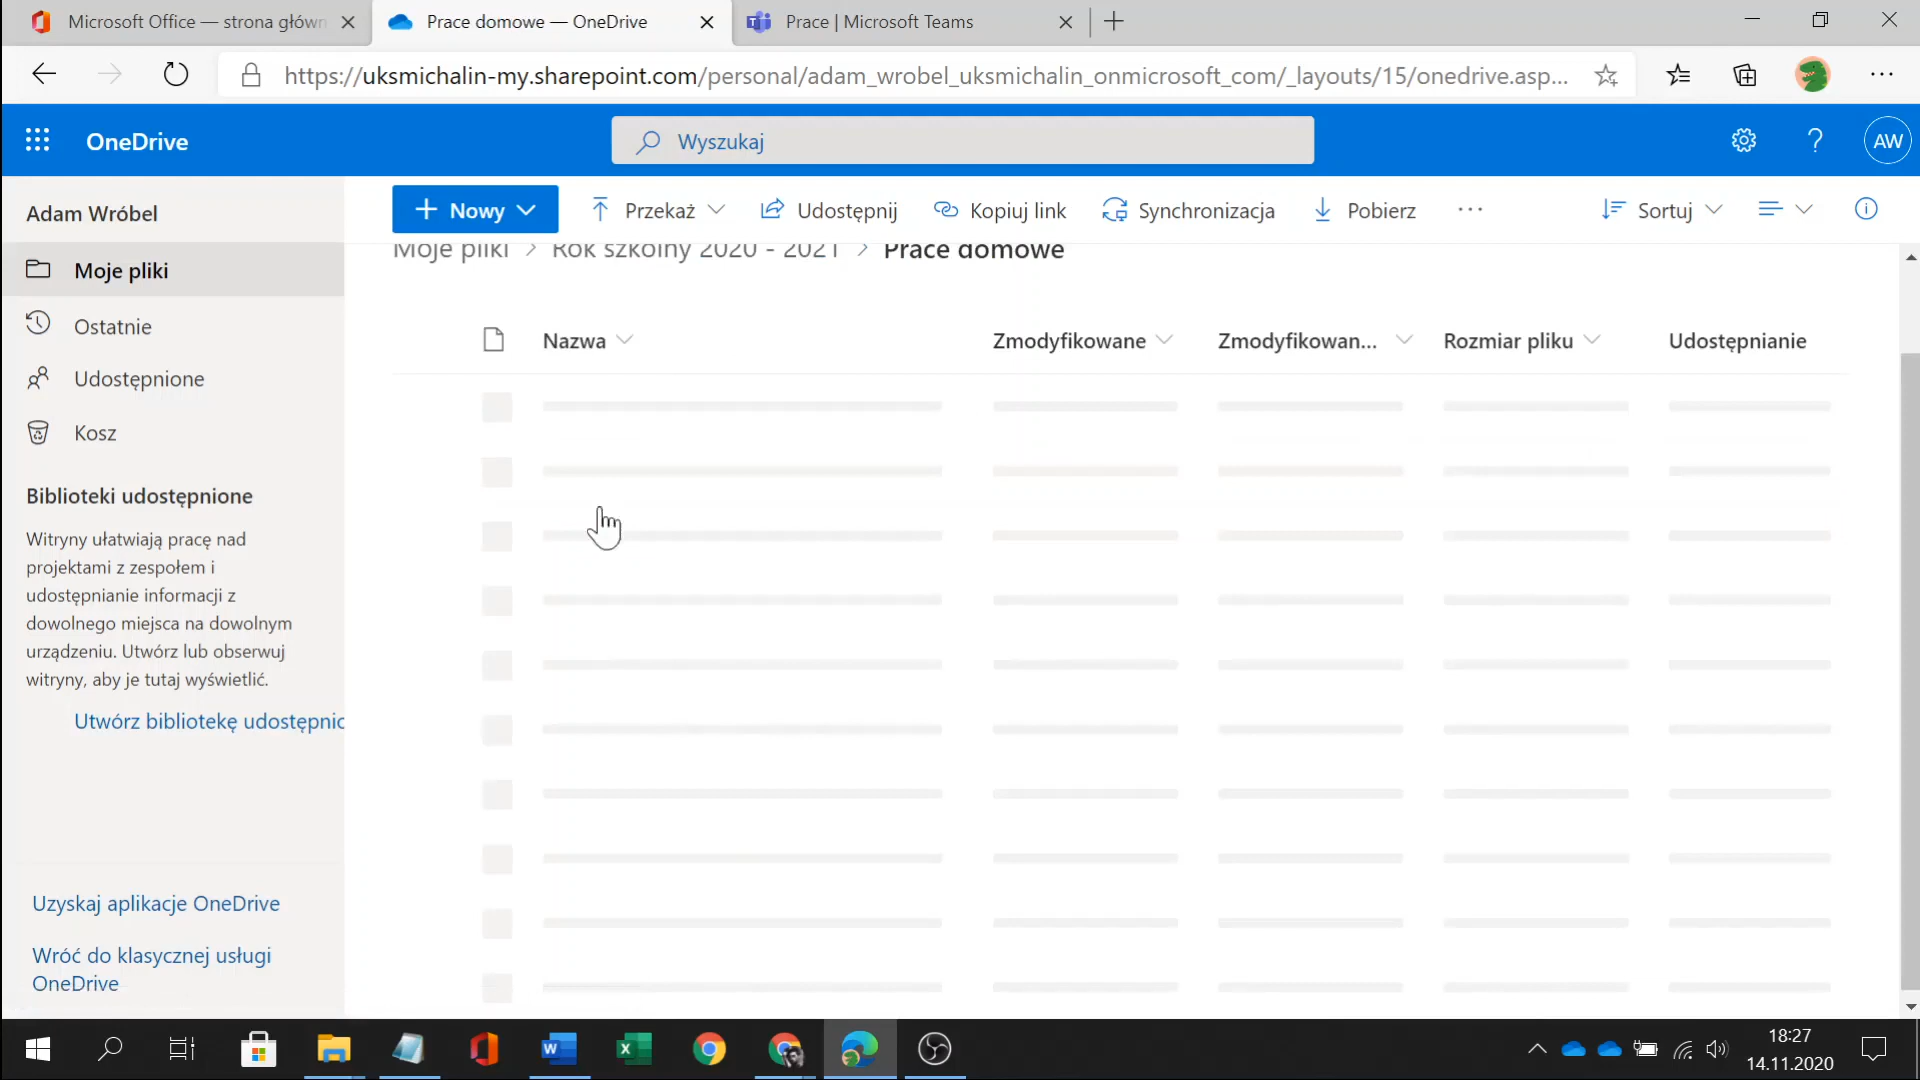 Microsoft Office — strona główn
Prace domowe — OneDrive
Prace | Microsoft Teams
https://uksmichalin-my.sharepoint.com/personal/adam_wrobel_uksmichalin_onmicrosoft_com/_layouts/15/onedrive.asp...
OneDrive
Wyszukaj
AW
Adam Wróbel
Nowy
Przekaż
Udostępnij
Kopiuj link
Synchronizacja
Pobierz
Sortuj
Moje pliki > Rok szkolny 2020 - 2021 > Prace domowe
Moje pliki
Ostatnie
Udostępnione
Kosz
Nazwa
Zmodyfikowane
Zmodyfikowan...
Rozmiar pliku
Udostępnianie
Biblioteki udostępnione
Witryny ułatwiają pracę nad
projektami z zespołem i
udostępnianie informacji z
dowolnego miejsca na dowolnym
urządzeniu. Utwórz lub obserwuj
witryny, aby je tutaj wyświetlić.
Utwórz bibliotekę udostępnio
Uzyskaj aplikacje OneDrive
Wróć do klasycznej usługi
OneDrive
18:27
14.11.2020